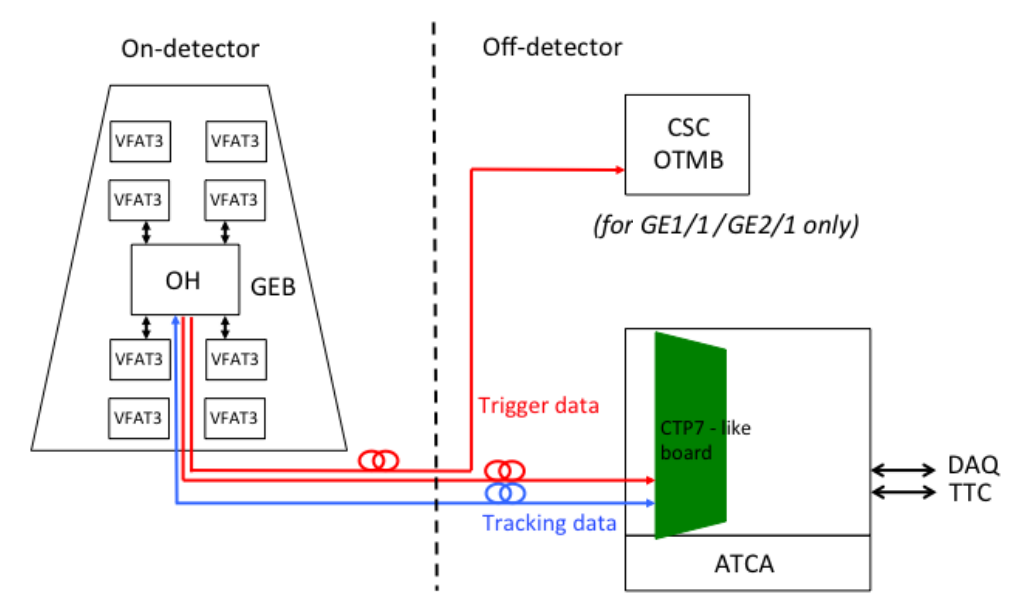 On-detector
Off-detector
VFAT3
VFAT3
CSC
OTMB
VFAT3
VFAT3
(for GE1/1 /GE2/1 only)
OH
GEB
VFAT3
VFAT3
VFAT3
VFAT3
Trigger data
CTP7 - like
board
DAQ
TTC
Tracking data
ATCA